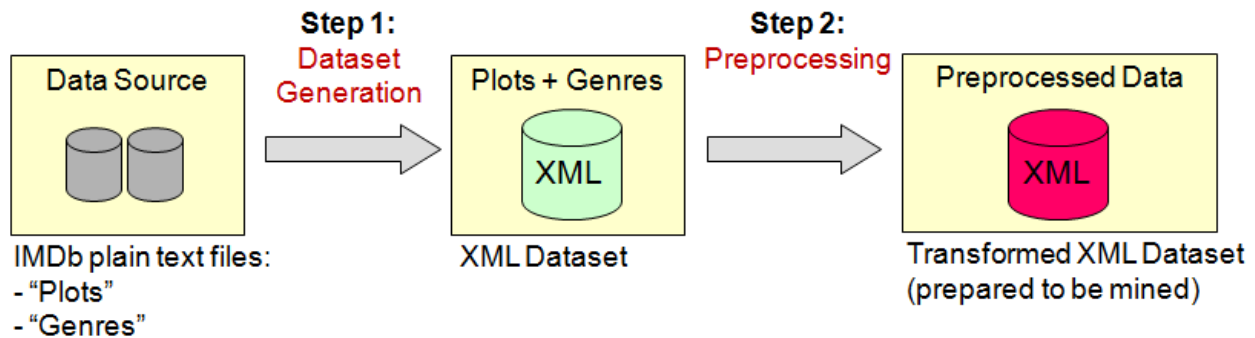 Step 1:
Dataset
Generation
Step 2:
Preprocessing
Data Source
Plots + Genres
XML
Preprocessed Data
XML
IMDb plain text files:
- “Plots”
- “Genres”
XML Dataset
Transformed XML Dataset
(prepared to be mined)